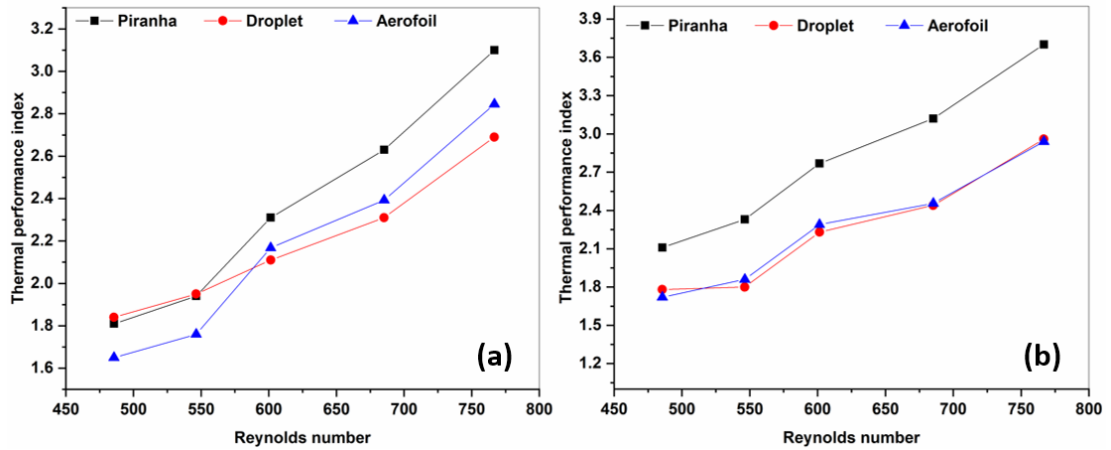 Piranha Droplet Aerofoil
3.2
3.0
2.8
2.6
2.4
2.2
2.0
1.8
1.6
Thermal performance index
450 500 550 600 650 700 750 800
Reynolds number
(a)
Piranha Droplet Aerofoil
3.9
3.6
3.3
3.0
2.7
2.4
2.1
1.8
1.5
1.2
Thermal performance index
450 500 550 600 650 700 750 800
Reynolds number
(b)